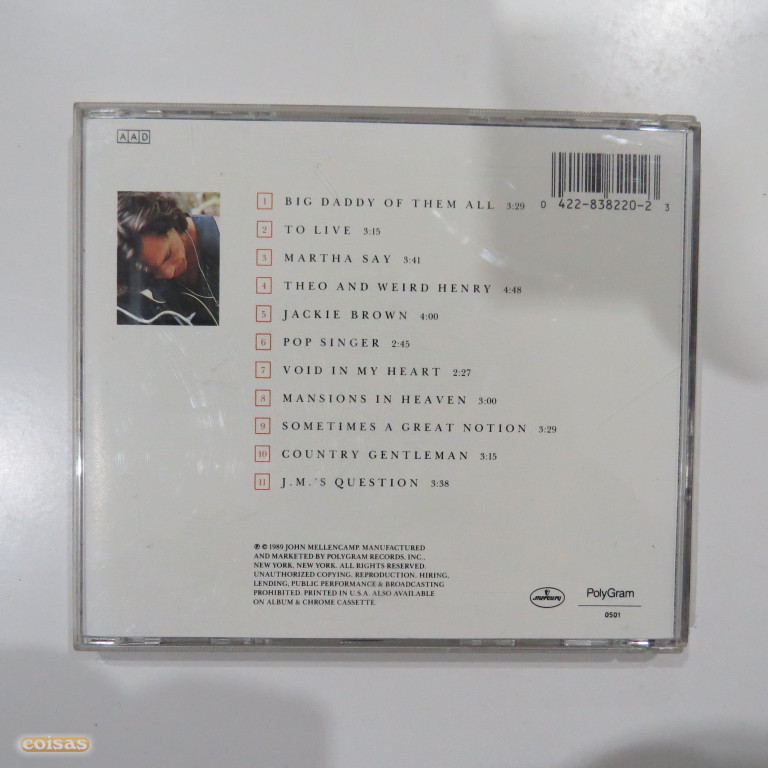 AAD
1 BIG DADDY OF THEM ALL 3:29
0 422-838220-2 3
2 TO LIVE 3:15
3 MARTHA SAY 3:41
4 THEO AND WEIRD HENRY 4:48
5 JACKIE BROWN 4:00
6 POP SINGER 2:45
7 VOID IN MY HEART 2:27
8 MANSIONS IN HEAVEN 3:00
9 SOMETIMES A GREAT NOTION 3:29
10 COUNTRY GENTLEMAN 3:15
11 J.M.'S QUESTION 3:38
℗ © 1989 JOHN MELLENCAMP. MANUFACTURED
AND MARKETED BY POLYGRAM RECORDS, INC.,
NEW YORK, NEW YORK. ALL RIGHTS RESERVED.
UNAUTHORIZED COPYING, REPRODUCTION, HIRING,
LENDING, PUBLIC PERFORMANCE & BROADCASTING
PROHIBITED. PRINTED IN U.S.A. ALSO AVAILABLE
ON ALBUM & CHROME CASSETTE.
mercury
PolyGram
0501
coisas